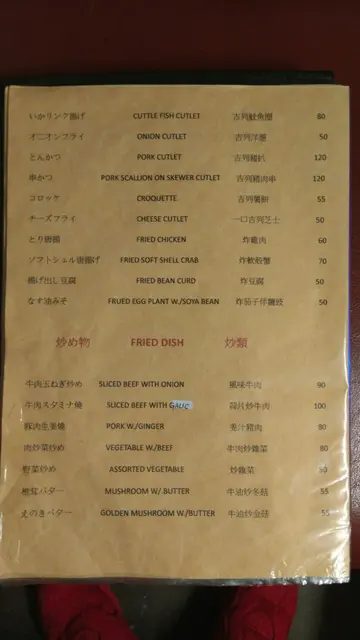 いかリング揚げ CUTTLE FISH CUTLET 吉列魷魚圈 80
オニオンフライ ONION CUTLET 吉列洋蔥 50
とんかつ PORK CUTLET 吉列豬扒 120
串かつ PORK SCALLION ON SKEWER CUTLET 吉列豬肉串 120
コロッケ CROQUETTE 吉列薯餅 55
チーズフライ CHEESE CUTLET 一口吉列芝士 50
とり唐揚 FRIED CHICKEN 炸雞肉 60
ソフトシェル唐揚げ FRIED SOFT SHELL CRAB 炸軟殼蟹 70
揚げ出し豆腐 FRIED BEAN CURD 炸豆腐 50
なす油みそ FRUED EGG PLANT W./SOYA BEAN 炸茄子伴麵豉 50
炒め物 FRIED DISH 炒類
牛肉玉ねぎ炒め SLICED BEEF WITH ONION 風味牛肉 90
牛肉スタミナ焼 SLICED BEEF WITH GALIC 蒜片炒牛肉 100
豚肉生姜焼 PORK W./GINGER 薑汁豬肉 80
肉炒菜炒め VEGETABLE W./BEEF 牛肉炒雜菜 80
野菜炒め ASSORTED VEGETABLE 炒雜菜 50
椎茸バター MUSHROOM W/ BUTTER 牛油炒冬菇 55
えのきバター GOLDEN MUSHROOM W./BUTTER 牛油炒金菇 55